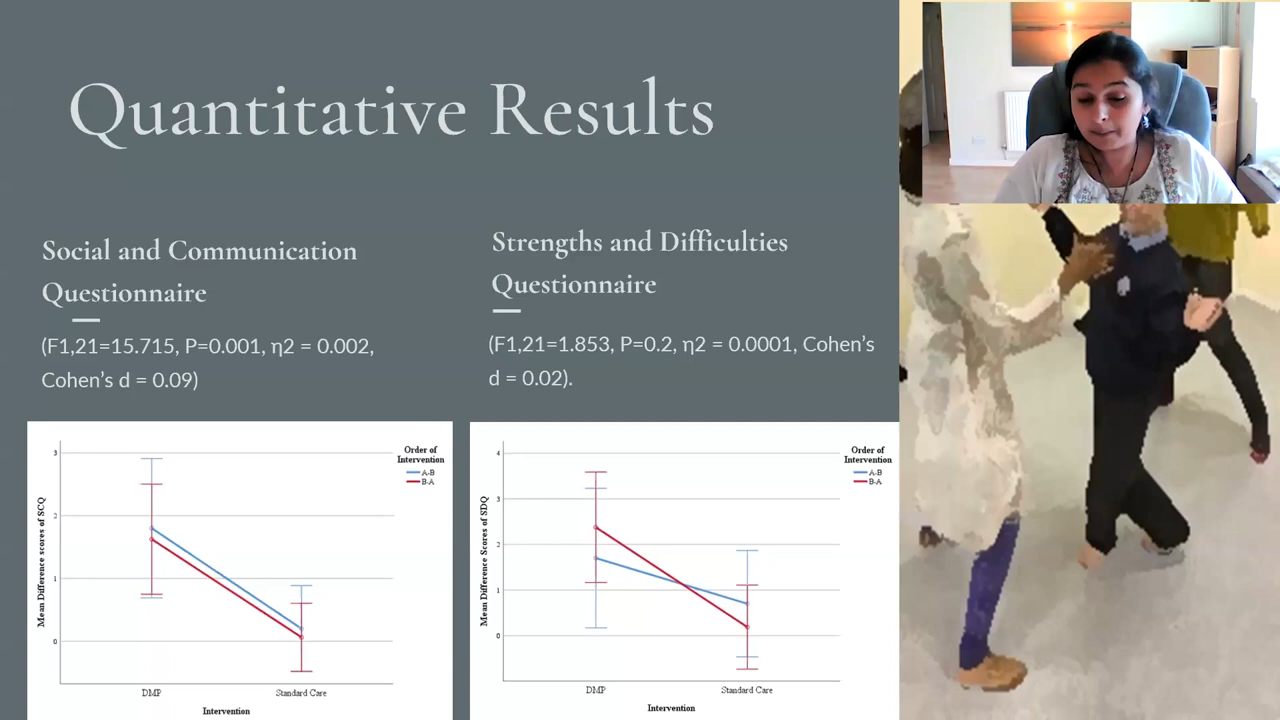 Quantitative Results
Social and Communication
Questionnaire
(F1,21=15.715, P=0.001, η2 = 0.002,
Cohen's d = 0.09)
Strengths and Difficulties
Questionnaire
(F1,21=1.853, P=0.2, η2 = 0.0001, Cohen's
d = 0.02).
Order of
Intervention
A-B
B-A
Mean Difference scores of SCQ
3
2
1
0
DMP
Standard Care
Intervention
Order of
Intervention
A-B
B-A
Mean Difference Scores of SDQ
4
3
2
1
0
DMP
Standard Care
Intervention